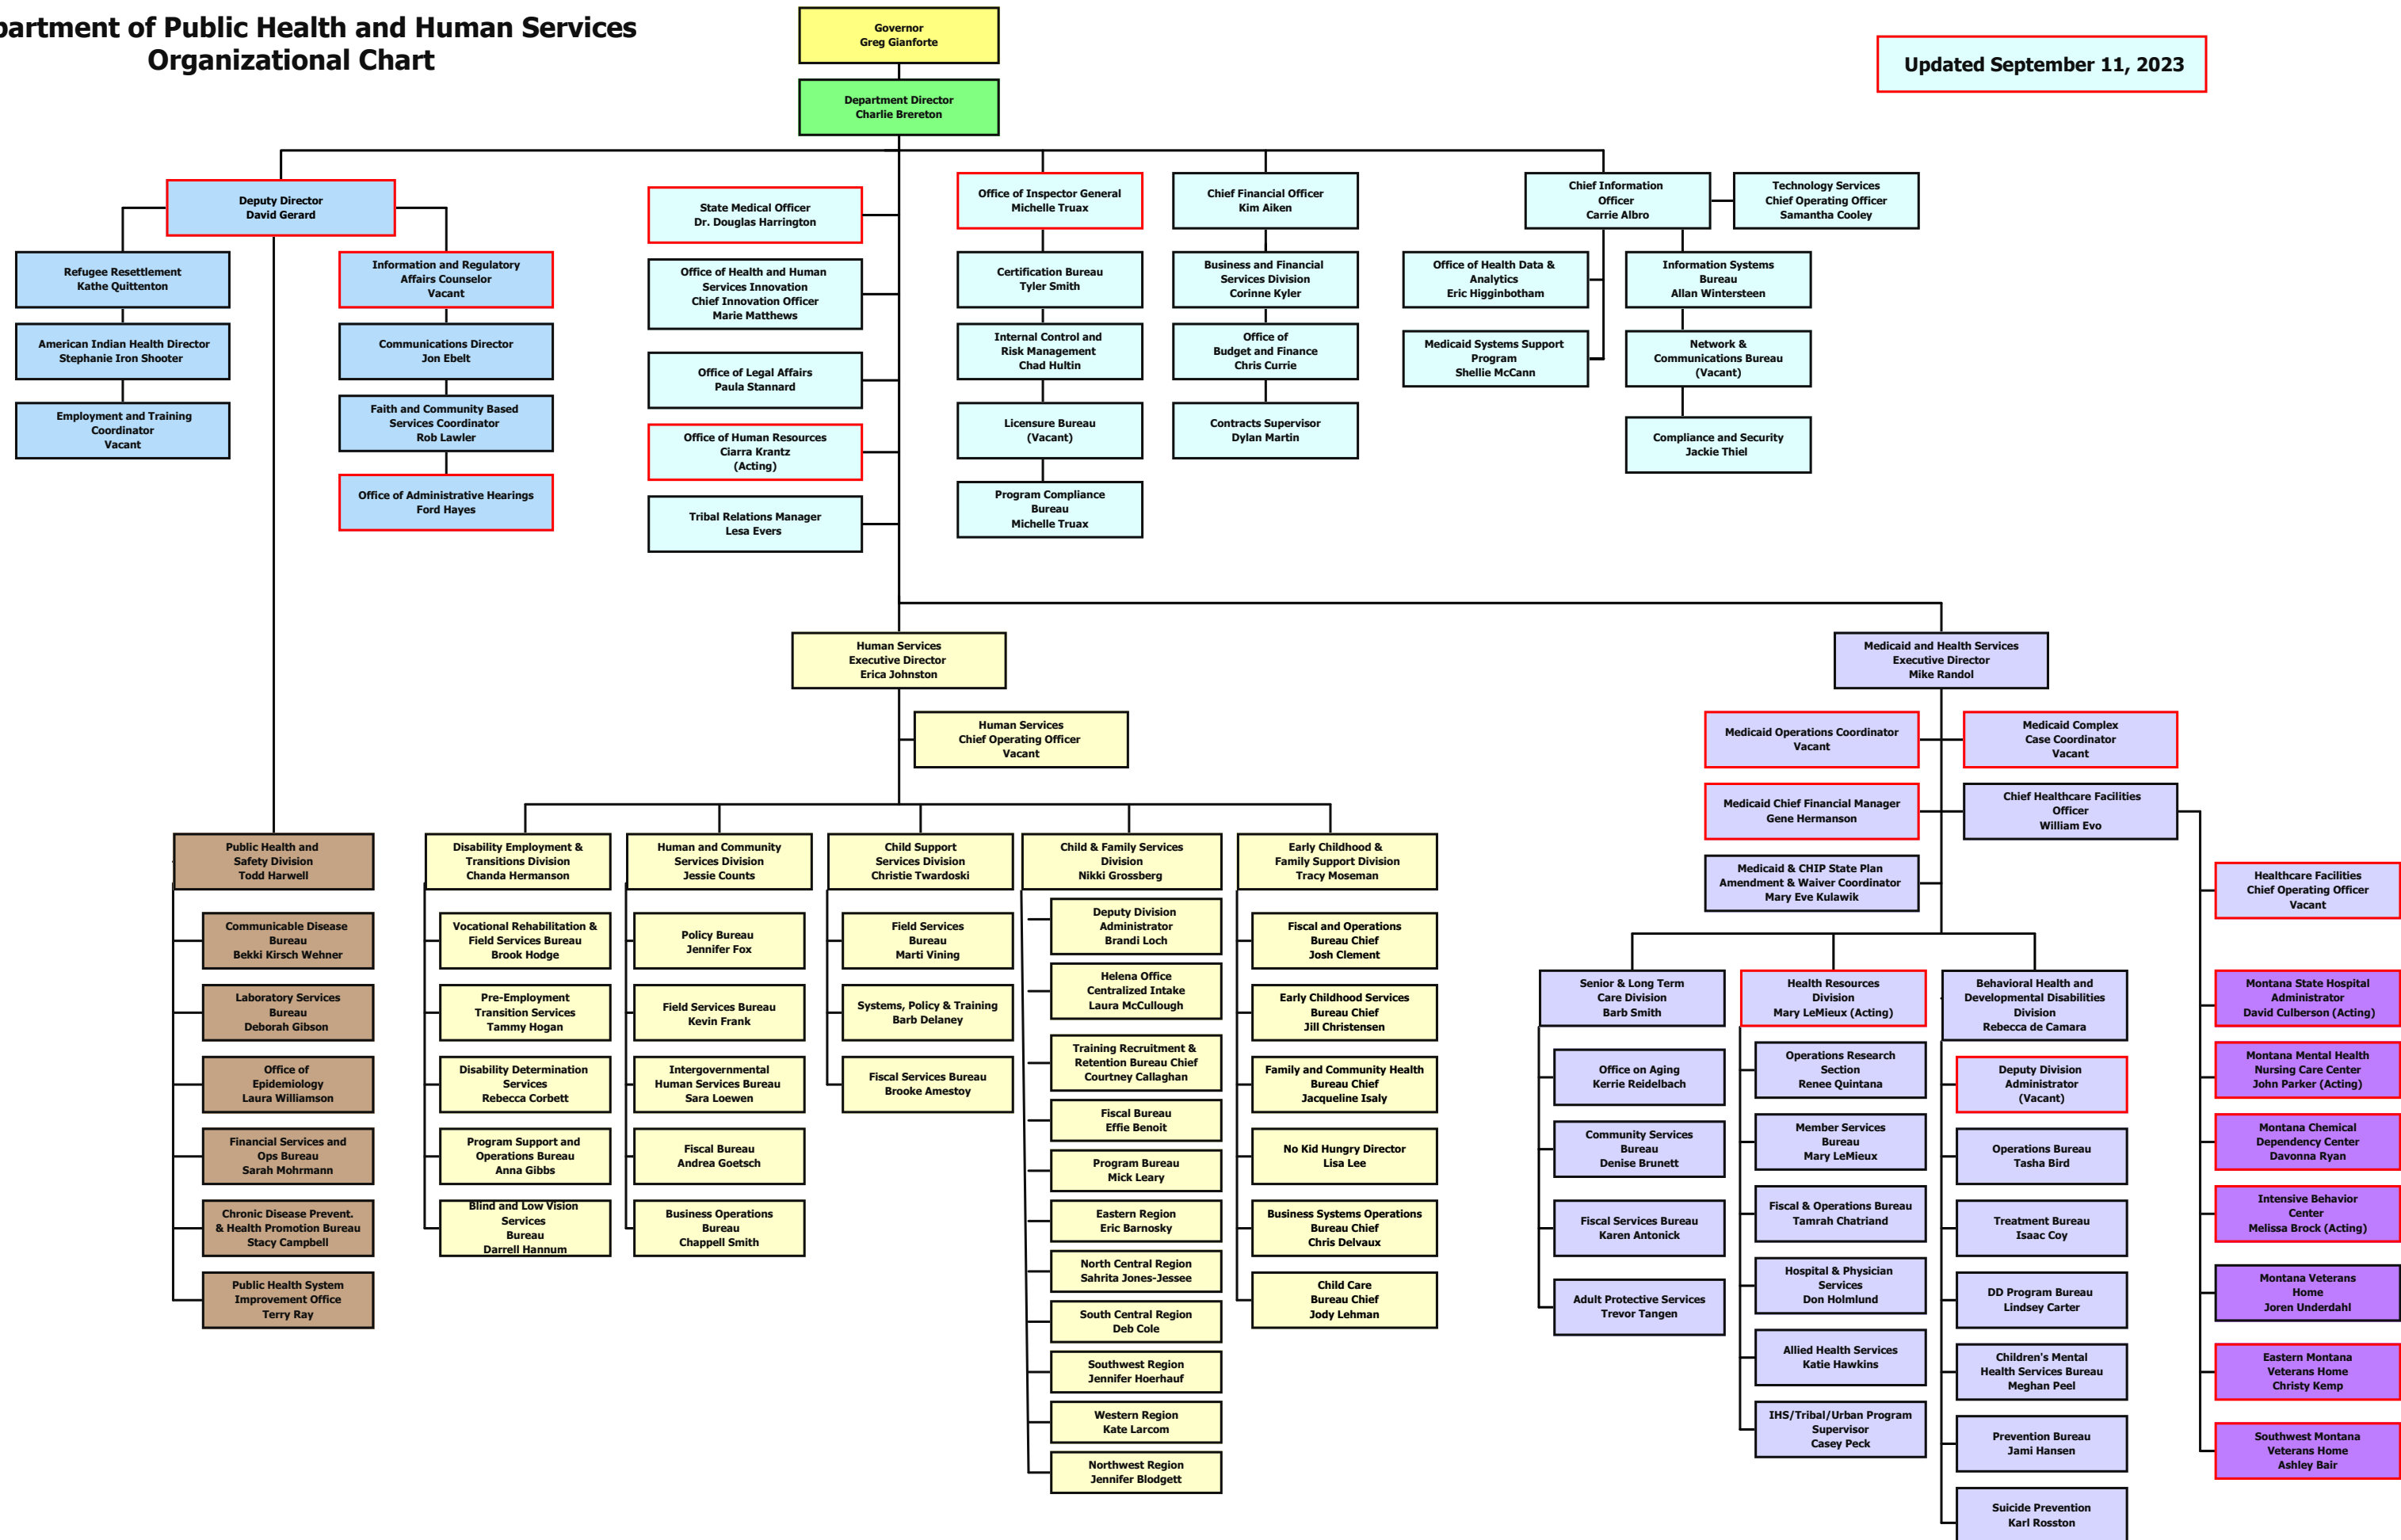 partment of Public Health and Human Services
Organizational Chart
Governor
Greg Gianforte
Updated September 11, 2023
Department Director
Charlie Brereton
Deputy Director
David Gerard
Refugee Resettlement
Kathe Quittenton
American Indian Health Director
Stephanie Iron Shooter
Employment and Training
Coordinator
Vacant
Information and Regulatory
Affairs Counselor
Vacant
Communications Director
Jon Ebelt
Faith and Community Based
Services Coordinator
Rob Lawler
Office of Administrative Hearings
Ford Hayes
State Medical Officer
Dr. Douglas Harrington
Office of Health and Human
Services Innovation
Chief Innovation Officer
Marie Matthews
Office of Legal Affairs
Paula Stannard
Office of Human Resources
Ciarra Krantz
(Acting)
Tribal Relations Manager
Lesa Evers
Office of Inspector General
Michelle Truax
Certification Bureau
Tyler Smith
Internal Control and
Risk Management
Chad Hultin
Licensure Bureau
(Vacant)
Program Compliance
Bureau
Michelle Truax
Chief Financial Officer
Kim Aiken
Business and Financial
Services Division
Corinne Kyler
Office of
Budget and Finance
Chris Currie
Contracts Supervisor
Dylan Martin
Chief Information
Officer
Carrie Albro
Technology Services
Chief Operating Officer
Samantha Cooley
Office of Health Data &
Analytics
Eric Higginbotham
Medicaid Systems Support
Program
Shellie McCann
Information Systems
Bureau
Allan Wintersteen
Network &
Communications Bureau
(Vacant)
Compliance and Security
Jackie Thiel
Human Services
Executive Director
Erica Johnston
Human Services
Chief Operating Officer
Vacant
Medicaid and Health Services
Executive Director
Mike Randol
Medicaid Operations Coordinator
Vacant
Medicaid Complex
Case Coordinator
Vacant
Medicaid Chief Financial Manager
Gene Hermanson
Chief Healthcare Facilities
Officer
William Evo
Medicaid & CHIP State Plan
Amendment & Waiver Coordinator
Mary Eve Kulawik
Public Health and
Safety Division
Todd Harwell
Communicable Disease
Bureau
Bekki Kirsch Wehner
Laboratory Services
Bureau
Deborah Gibson
Office of
Epidemiology
Laura Williamson
Financial Services and
Ops Bureau
Sarah Mohrmann
Chronic Disease Prevent.
& Health Promotion Bureau
Stacy Campbell
Public Health System
Improvement Office
Terry Ray
Disability Employment &
Transitions Division
Chanda Hermanson
Vocational Rehabilitation &
Field Services Bureau
Brook Hodge
Pre-Employment
Transition Services
Tammy Hogan
Disability Determination
Services
Rebecca Corbett
Program Support and
Operations Bureau
Anna Gibbs
Blind and Low Vision
Services
Bureau
Darrell Hannum
Human and Community
Services Division
Jessie Counts
Policy Bureau
Jennifer Fox
Field Services Bureau
Kevin Frank
Intergovernmental
Human Services Bureau
Sara Loewen
Fiscal Bureau
Andrea Goetsch
Business Operations
Bureau
Chappell Smith
Child Support
Services Division
Christie Twardoski
Field Services
Bureau
Marti Vining
Systems, Policy & Training
Barb Delaney
Fiscal Services Bureau
Brooke Amestoy
Child & Family Services
Division
Nikki Grossberg
Deputy Division
Administrator
Brandi Loch
Helena Office
Centralized Intake
Laura McCullough
Training Recruitment &
Retention Bureau Chief
Courtney Callaghan
Fiscal Bureau
Effie Benoit
Program Bureau
Mick Leary
Eastern Region
Eric Barnosky
North Central Region
Sahrita Jones-Jessee
South Central Region
Deb Cole
Southwest Region
Jennifer Hoerhauf
Western Region
Kate Larcom
Northwest Region
Jennifer Blodgett
Early Childhood &
Family Support Division
Tracy Moseman
Fiscal and Operations
Bureau Chief
Josh Clement
Early Childhood Services
Bureau Chief
Jill Christensen
Family and Community Health
Bureau Chief
Jacqueline Isaly
No Kid Hungry Director
Lisa Lee
Business Systems Operations
Bureau Chief
Chris Delvaux
Child Care
Bureau Chief
Jody Lehman
Senior & Long Term
Care Division
Barb Smith
Office on Aging
Kerrie Reidelbach
Community Services
Bureau
Denise Brunett
Fiscal Services Bureau
Karen Antonick
Adult Protective Services
Trevor Tangen
Health Resources
Division
Mary LeMieux (Acting)
Operations Research
Section
Renee Quintana
Member Services
Bureau
Mary LeMieux
Fiscal & Operations Bureau
Tamrah Chatriand
Hospital & Physician
Services
Don Holmlund
Allied Health Services
Katie Hawkins
IHS/Tribal/Urban Program
Supervisor
Casey Peck
Behavioral Health and
Developmental Disabilities
Division
Rebecca de Camara
Deputy Division
Administrator
(Vacant)
Operations Bureau
Tasha Bird
Treatment Bureau
Isaac Coy
DD Program Bureau
Lindsey Carter
Children's Mental
Health Services Bureau
Meghan Peel
Prevention Bureau
Jami Hansen
Suicide Prevention
Karl Rosston
Healthcare Facilities
Chief Operating Officer
Vacant
Montana State Hospital
Administrator
David Culberson (Acting)
Montana Mental Health
Nursing Care Center
John Parker (Acting)
Montana Chemical
Dependency Center
Davonna Ryan
Intensive Behavior
Center
Melissa Brock (Acting)
Montana Veterans
Home
Joren Underdahl
Eastern Montana
Veterans Home
Christy Kemp
Southwest Montana
Veterans Home
Ashley Bair